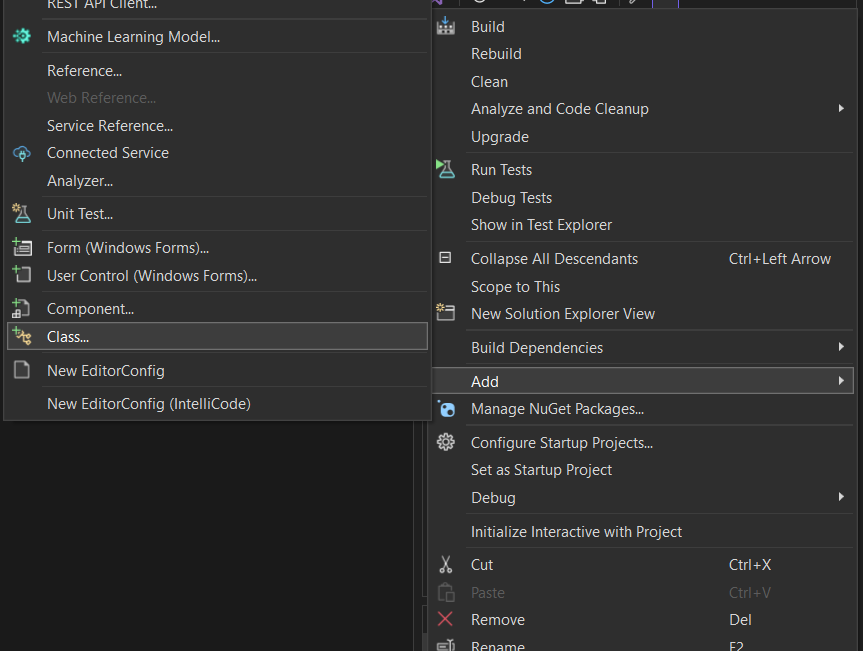 REST API Client...
Machine Learning Model...
Reference...
Web Reference...
Service Reference...
Connected Service
Analyzer...
Unit Test...
Form (Windows Forms)...
User Control (Windows Forms)...
Component...
Class...
New EditorConfig
New EditorConfig (IntelliCode)
Build
Rebuild
Clean
Analyze and Code Cleanup
Upgrade
Run Tests
Debug Tests
Show in Test Explorer
Collapse All Descendants Ctrl+Left Arrow
Scope to This
New Solution Explorer View
Build Dependencies
Add
Manage NuGet Packages...
Configure Startup Projects...
Set as Startup Project
Debug
Initialize Interactive with Project
Cut Ctrl+X
Paste Ctrl+V
Remove Del
Rename F2